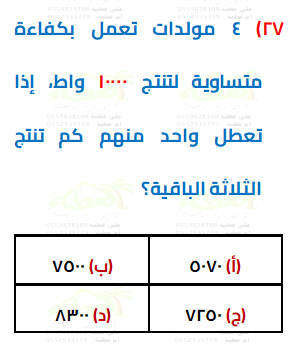 ٢٧) ٤ مولدات تعمل بكفاءة
متساوية لتنتج ١٠٠٠٠ واط، إذا
تعطل واحد منهم كم تنتج
الثلاثة الباقية؟
(أ) ٥٠٧٠ (ب) ٧٥٠٠
(ج) ٧٢٥٠ (د) ٨٣٠٠